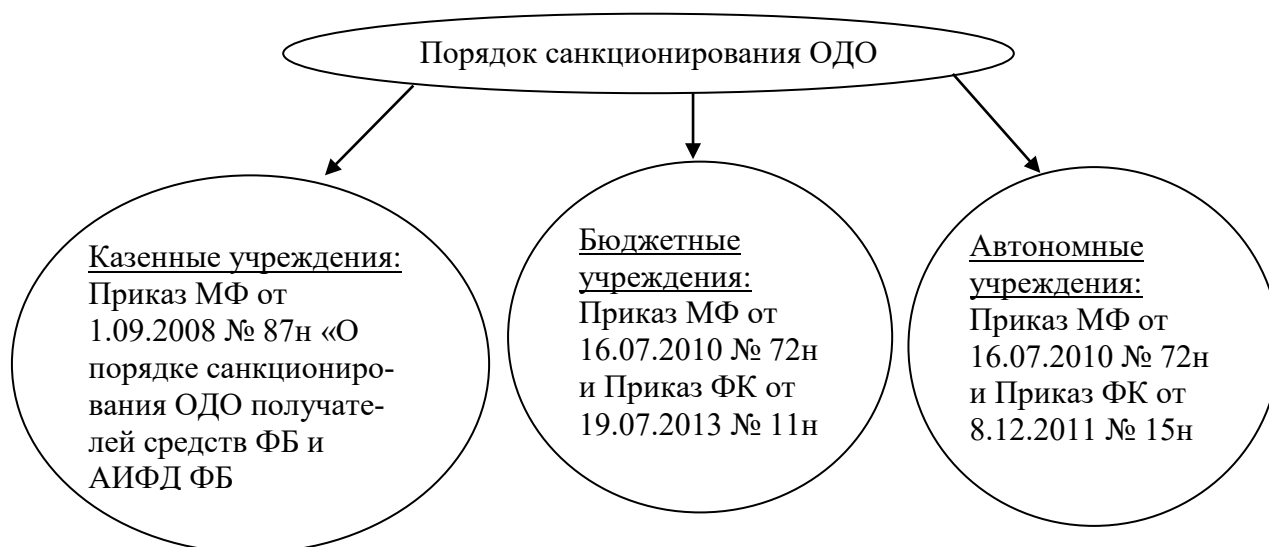 Порядок санкционирования ОДО
Казенные учреждения:
Приказ МФ от
1.09.2008 № 87н «О
порядке санкциониро-
вания ОДО получате-
лей средств ФБ и
АИФД ФБ
Бюджетные
учреждения:
Приказ МФ от
16.07.2010 № 72н
и Приказ ФК от
19.07.2013 № 11н
Автономные
учреждения:
Приказ МФ от
16.07.2010 № 72н
и Приказ ФК от
8.12.2011 № 15н